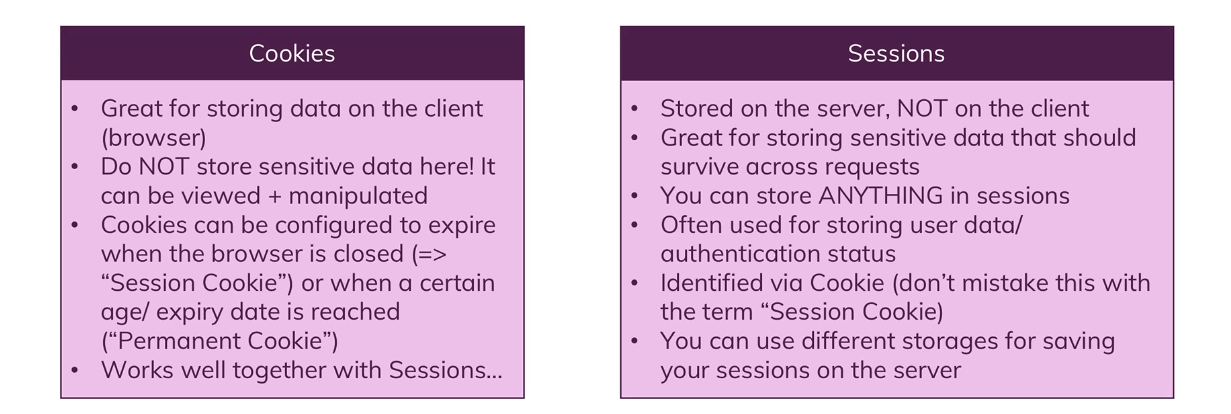 Cookies
• Great for storing data on the client
(browser)
• Do NOT store sensitive data here! It
can be viewed + manipulated
• Cookies can be configured to expire
when the browser is closed (=>
“Session Cookie”) or when a certain
age/ expiry date is reached
(“Permanent Cookie”)
• Works well together with Sessions…
Sessions
• Stored on the server, NOT on the client
• Great for storing sensitive data that should
survive across requests
• You can store ANYTHING in sessions
• Often used for storing user data/
authentication status
• Identified via Cookie (don’t mistake this with
the term “Session Cookie)
• You can use different storages for saving
your sessions on the server